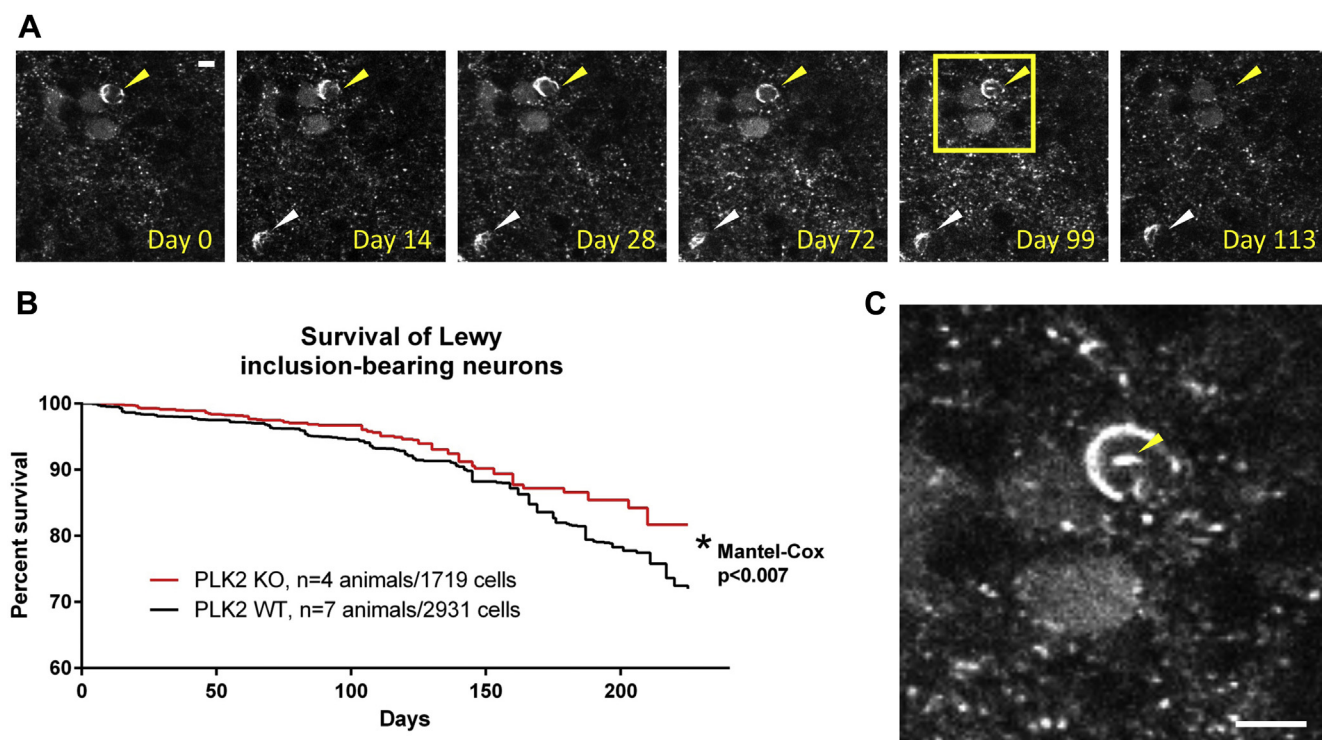 A
Day 0
Day 14
Day 28
Day 72
Day 99
Day 113
B
Survival of Lewy
inclusion-bearing neurons
Percent survival
100
90
80
70
60
0
50
100
150
200
Days
PLK2 KO, n=4 animals/1719 cells
PLK2 WT, n=7 animals/2931 cells
* Mantel-Cox
p<0.007
C